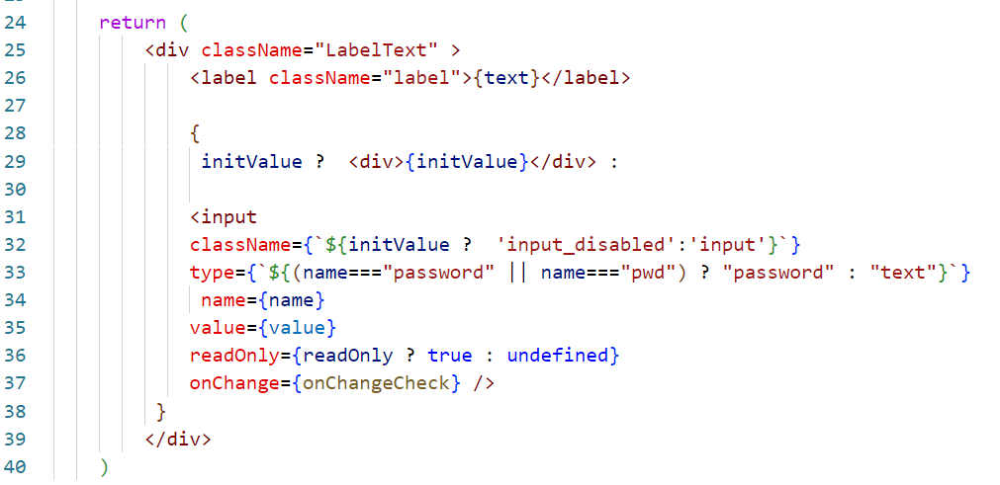 24 return (
25 <div className="LabelText" >
26 <label className="label">{text}</label>
27
28 {
29 initValue ?  <div>{initValue}</div> :
30
31 <input
32 className={`${initValue ?  'input_disabled':'input'}`}
33 type={`${(name==="password" || name==="pwd") ? "password" : "text"}`}
34 name={name}
35 value={value}
36 readOnly={readOnly ? true : undefined}
37 onChange={onChangeCheck} />
38 }
39 </div>
40 )